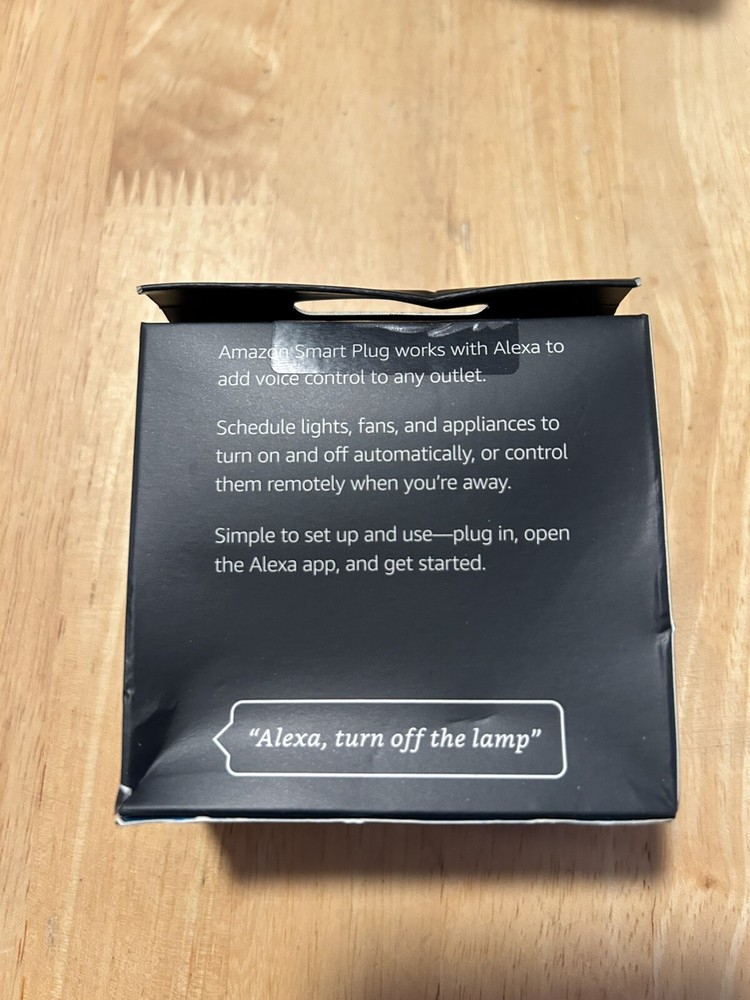 Amazon Smart Plug works with Alexa to
add voice control to any outlet.
Schedule lights, fans, and appliances to
turn on and off automatically, or control
them remotely when you're away.
Simple to set up and use—plug in, open
the Alexa app, and get started.
“Alexa, turn off the lamp”